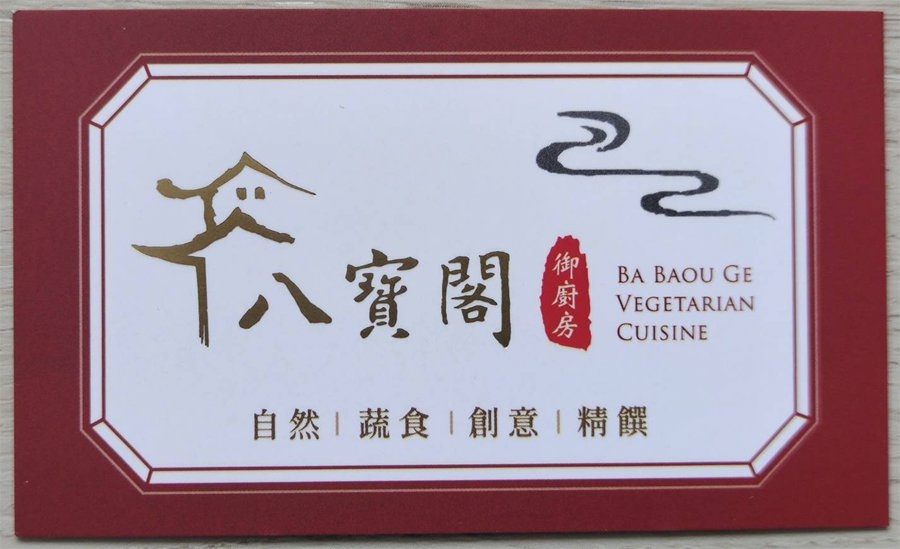 八寶閣
御廚房
BA BAOU GE
VEGETARIAN
CUISINE
自然 | 蔬食 | 創意 | 精饌